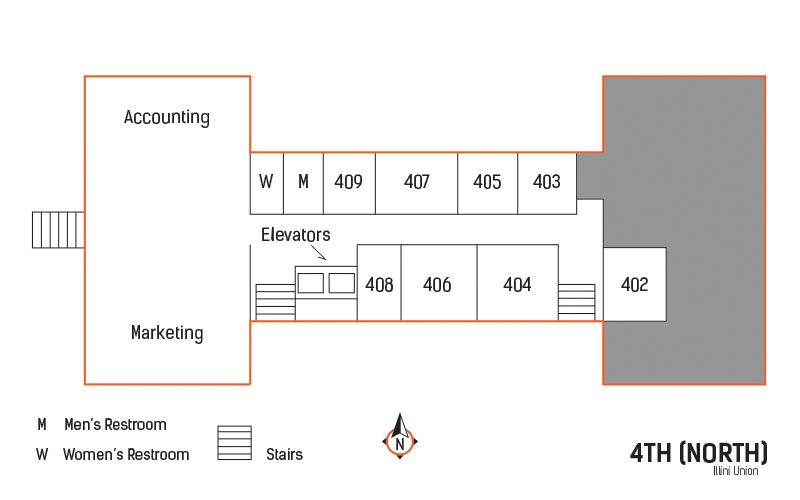 Accounting
W M 409 407 405 403
Elevators
408 406 404 402
Marketing
M Men's Restroom
W Women's Restroom
Stairs
N
4TH (NORTH)
Illini Union